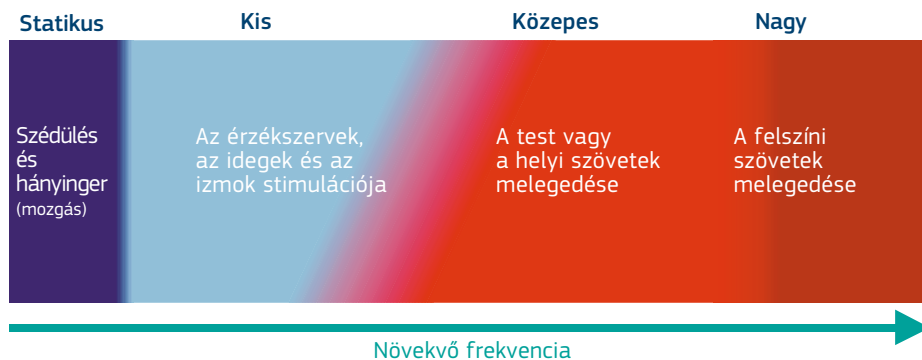 Statikus
Kis
Közepes
Nagy
Szédülés
és
hányinger
(mozgás)
Az érzékszervek,
az idegek és az
izmok stimulációja
A test vagy
a helyi szövetek
melegedése
A felszíni
szövetek
melegedése
Növekvő frekvencia